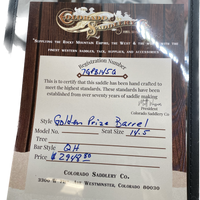 COLORADO
SADDLERY
"SUPPLYING THE ROCKY MOUNTAIN EMPIRE, THE WEST & THE WORLD WITH THE
FINEST WESTERN SADDLES, TACK, SUPPLIES, AND ACCESSORIES"
Registration Number
This is to certify that this saddle has been hand crafted to
meet the highest standards. These standards have been
established from over seventy years of saddle making
President
Colorado Saddlery Co
Style Golden Prize Barrel
Model No. Seat Size 14.5
Tree
Bar Style QH
Price $2949.50
COLORADO SADDLERY CO.
WESTMINSTER, COLORADO 80030